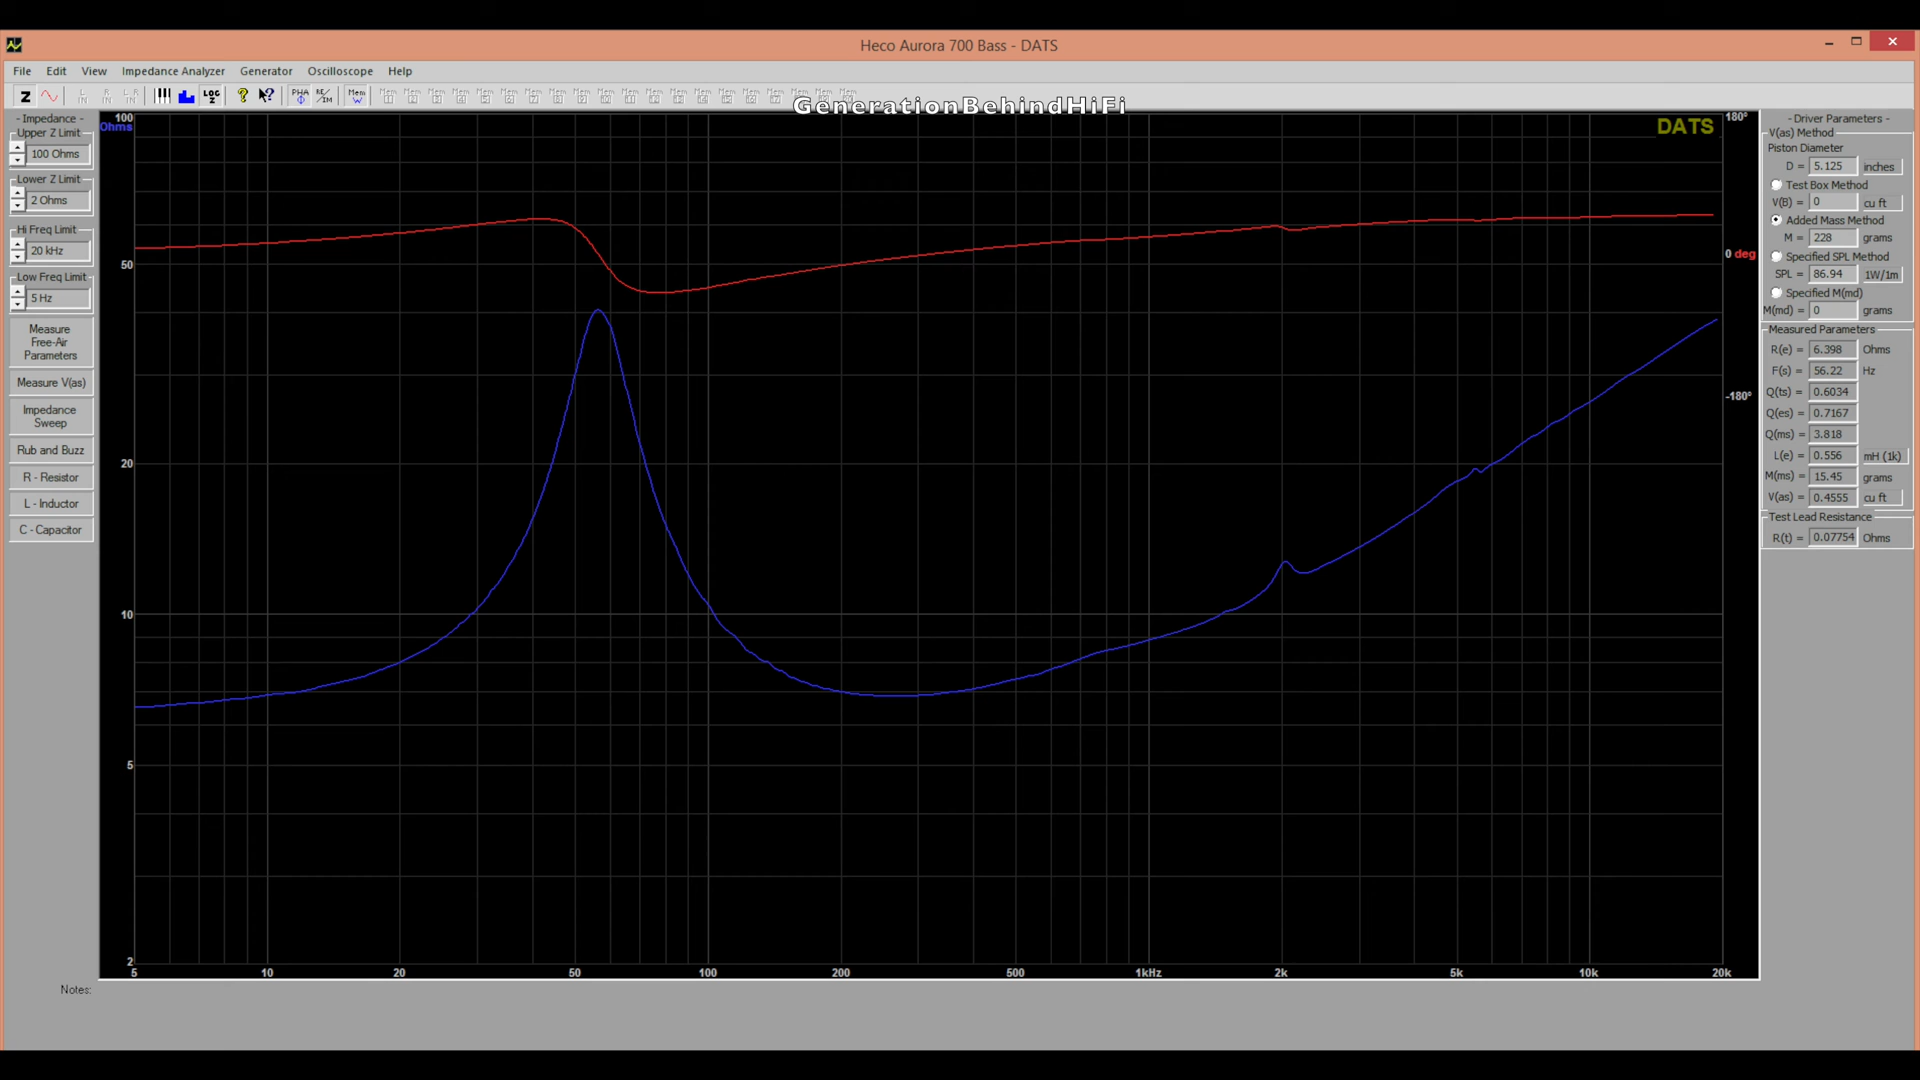 Heco Aurora 700 Bass - DATS
File Edit View Impedance Analyzer Generator Oscilloscope Help
Z LOG Z ? ? PHA Φ RE/IM Mem W
GenerationBehindHiFi
- Impedance -
Upper Z Limit
100 Ohms
Lower Z Limit
2 Ohms
Hi Freq Limit
20 kHz
Low Freq Limit
5 Hz
Measure
Free-Air
Parameters
Measure V(as)
Impedance
Sweep
Rub and Buzz
R - Resistor
L - Inductor
C - Capacitor
100
Ohms
50
20
10
5
2
DATS
180°
0 deg
-180°
5 10 20 50 100 200 500 1kHz 2k 5k 10k 20k
Notes:
- Driver Parameters -
V(as) Method
Piston Diameter
D = 5.125 inches
Test Box Method
V(B) = 0 cu ft
Added Mass Method
M = 228 grams
Specified SPL Method
SPL = 86.94 1W/1m
Specified M(md)
M(md) = 0 grams
Measured Parameters
R(e) = 6.398 Ohms
F(s) = 56.22 Hz
Q(ts) = 0.6034
Q(es) = 0.7167
Q(ms) = 3.818
L(e) = 0.556 mH (1k)
M(ms) = 15.45 grams
V(as) = 0.4555 cu ft
Test Lead Resistance
R(t) = 0.07754 Ohms